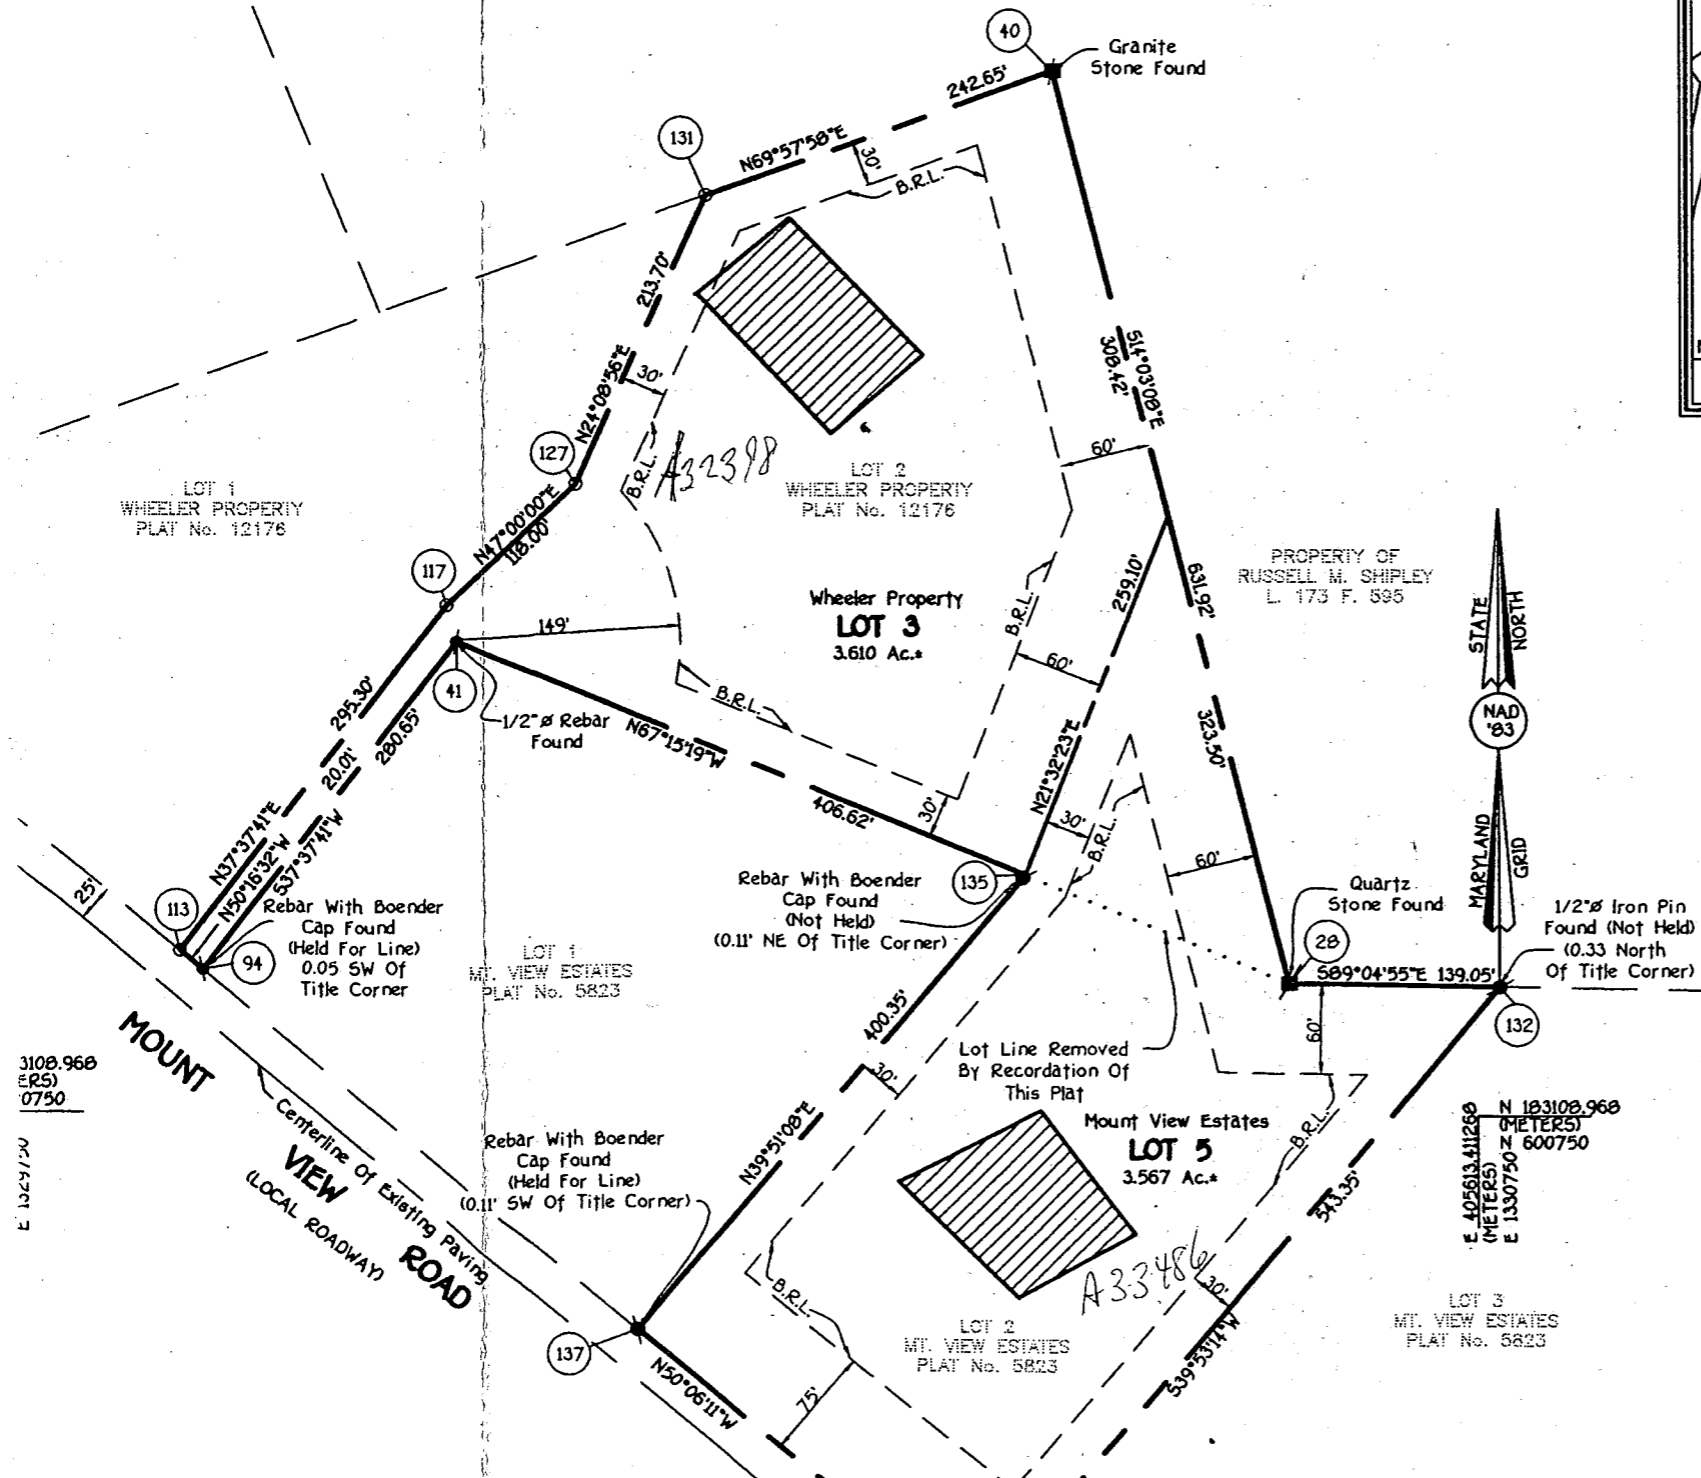 40
Granite
Stone Found
242.65'
131
N69°57'58"E
30'
B.R.L.
213.70'
N24°08'56"E
30'
B.R.L.
A32398
S14°03'08"E
308.42'
60'
127
LOT 1
WHEELER PROPERTY
PLAT No. 12176
LOT 2
WHEELER PROPERTY
PLAT No. 12176
N47°00'00"E
118.00'
117
PROPERTY OF
RUSSELL M. SHIPLEY
L. 173 F. 595
259.10'
631.92'
B.R.L.
Wheeler Property
LOT 3
3.610 Ac.±
149'
60'
STATE
NORTH
NAD
'83
MARYLAND
GRID
41
1/2"ø Rebar
Found
B.R.L.
N67°15'19"W
406.62'
30'
295.30'
20.01'
280.65'
N37°37'41"E
N50°16'32"W
S37°37'41"W
N21°32'23"E
30'
B.R.L.
323.50'
60'
25'
113
94
Rebar With Boender
Cap Found
(Held For Line)
0.05 SW Of
Title Corner
Rebar With Boender
Cap Found
(Not Held)
(0.11' NE Of Title Corner)
135
Quartz
Stone Found
28
S89°04'55"E 139.05'
1/2"ø Iron Pin
Found (Not Held)
(0.33 North
Of Title Corner)
132
LOT 1
MT. VIEW ESTATES
PLAT No. 5823
400.35'
30'
N39°51'08"E
60'
Lot Line Removed
By Recordation Of
This Plat
MOUNT
VIEW
ROAD
(LOCAL ROADWAY)
Centerline Of Existing Paving
3108.968
ERS)
0750
Rebar With Boender
Cap Found
(Held For Line)
(0.11' SW Of Title Corner)
Mount View Estates
LOT 5
3.567 Ac.±
B.R.L.
N 183108.968
(METERS)
N 600750
E 405613.41126
(METERS)
E 1330750
543.35'
A33486
B.R.L.
30'
S39°53'14"W
LOT 2
MT. VIEW ESTATES
PLAT No. 5823
LOT 3
MT. VIEW ESTATES
PLAT No. 5823
137
N50°06'11"W
75'